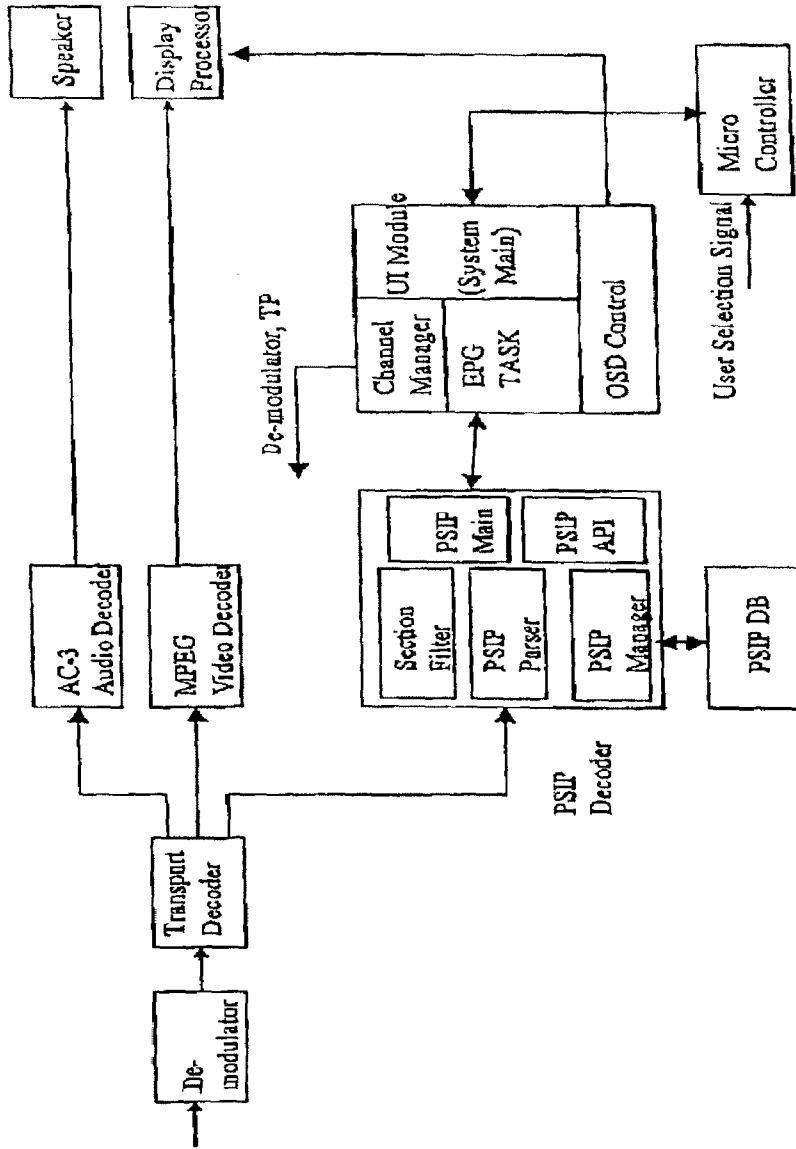 Speaker
Display
Processor
AC-3
Audio Decoder
MPEG
Video Decoder
Transport
Decoder
De-
modulator
De-modulator, TP
Channel
Manager
UI Module
(System
Main)
EPG
TASK
OSD Control
Micro
Controller
User Selection Signal
Section
Filter
PSIP
Main
PSIP
Parser
PSIP
API
PSIP
Manager
PSIP
Decoder
PSIP DB